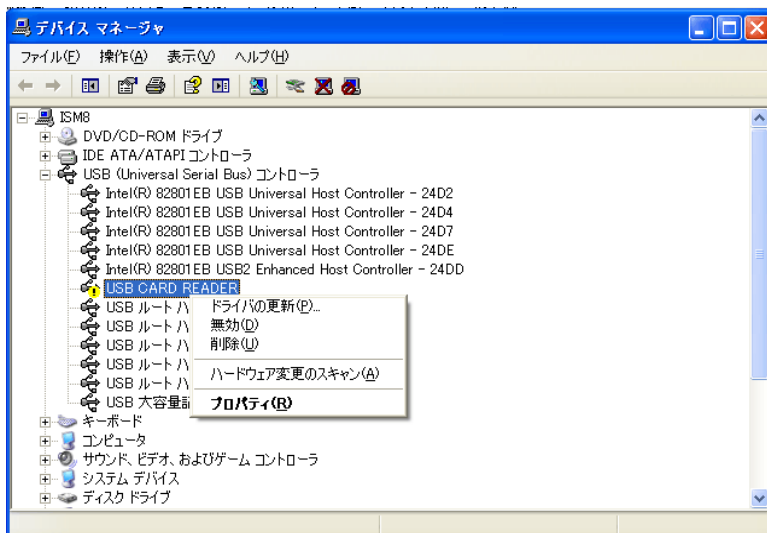 デバイス マネージャ
ファイル(F) 操作(A) 表示(V) ヘルプ(H)
ISM8
DVD/CD-ROM ドライブ
IDE ATA/ATAPI コントローラ
USB (Universal Serial Bus) コントローラ
Intel(R) 82801EB USB Universal Host Controller - 24D2
Intel(R) 82801EB USB Universal Host Controller - 24D4
Intel(R) 82801EB USB Universal Host Controller - 24D7
Intel(R) 82801EB USB Universal Host Controller - 24DE
Intel(R) 82801EB USB2 Enhanced Host Controller - 24DD
USB CARD READER
USB ルート ハ
USB ルート ハ
USB ルート ハ
USB ルート ハ
USB ルート ハ
USB 大容量記
ドライバの更新(P)...
無効(D)
削除(U)
ハードウェア変更のスキャン(A)
プロパティ(R)
キーボード
コンピュータ
サウンド、ビデオ、およびゲーム コントローラ
システム デバイス
ディスク ドライブ